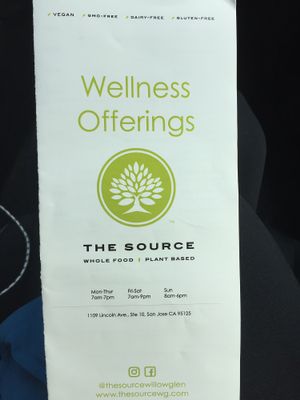 VEGAN GMO-FREE DAIRY-FREE GLUTEN-FREE
Wellness
Offerings
THE SOURCE
WHOLE FOOD | PLANT BASED
Mon-Thur Fri-Sat Sun
7am-7pm 7am-9pm 8am-6pm
1109 Lincoln Ave., Ste 10, San Jose CA 95125
@thesourcewillowglen
www.thesourcewg.com